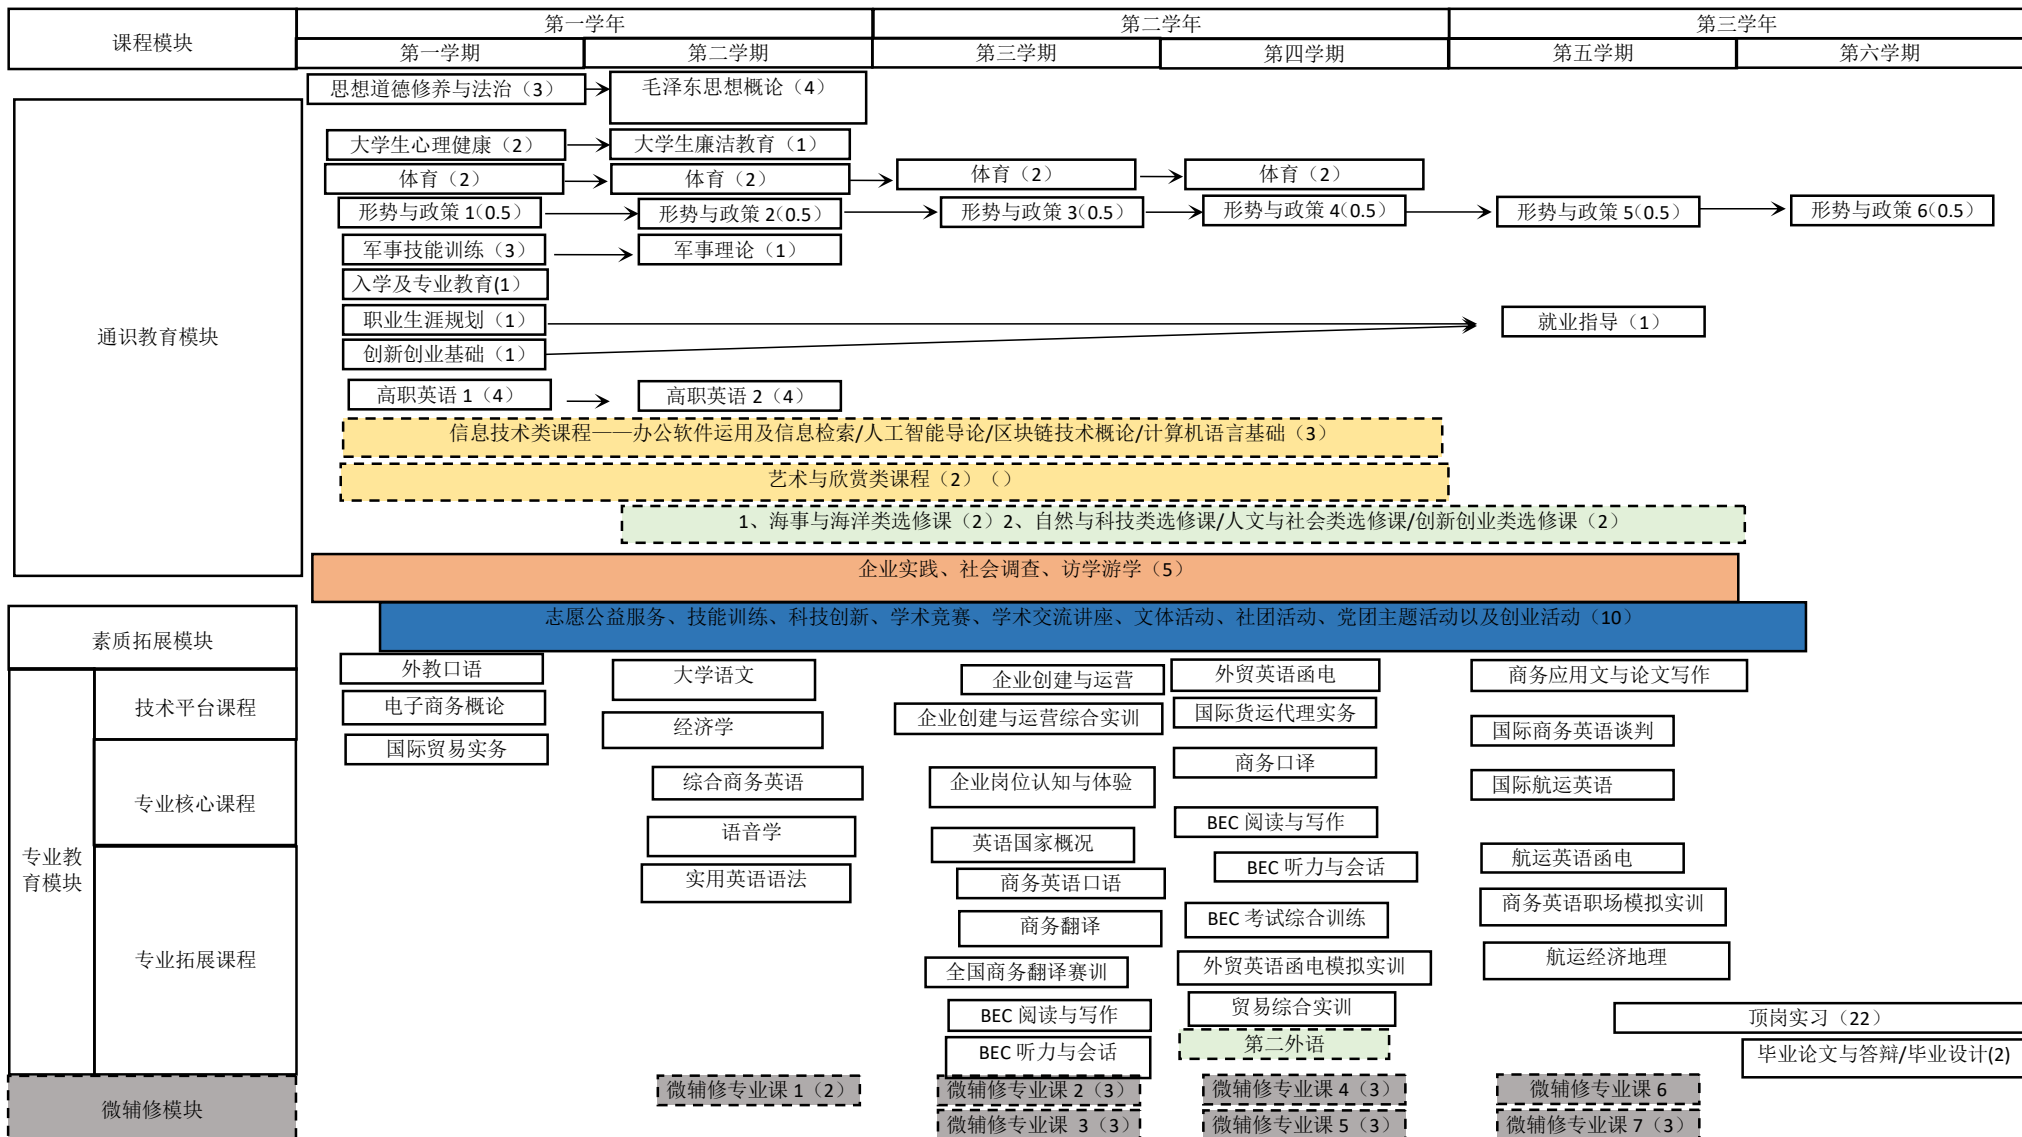 课程模块
第一学年
第二学年
第三学年
第一学期
第二学期
第三学期
第四学期
第五学期
第六学期
通识教育模块
思想道德修养与法治（3）
毛泽东思想概论（4）
大学生心理健康（2）
大学生廉洁教育（1）
体育（2）
体育（2）
体育（2）
体育（2）
形势与政策 1(0.5)
形势与政策 2(0.5)
形势与政策 3(0.5)
形势与政策 4(0.5)
形势与政策 5(0.5)
形势与政策 6(0.5)
军事技能训练（3）
军事理论（1）
入学及专业教育(1)
职业生涯规划（1）
就业指导（1）
创新创业基础（1）
高职英语 1（4）
高职英语 2（4）
信息技术类课程——办公软件运用及信息检索/人工智能导论/区块链技术概论/计算机语言基础（3）
艺术与欣赏类课程（2）（）
1、海事与海洋类选修课（2）2、自然与科技类选修课/人文与社会类选修课/创新创业类选修课（2）
企业实践、社会调查、访学游学（5）
素质拓展模块
志愿公益服务、技能训练、科技创新、学术竞赛、学术交流讲座、文体活动、社团活动、党团主题活动以及创业活动（10）
专业教
育模块
技术平台课程
专业核心课程
专业拓展课程
外教口语
电子商务概论
国际贸易实务
大学语文
经济学
综合商务英语
语音学
实用英语语法
企业创建与运营
企业创建与运营综合实训
企业岗位认知与体验
英语国家概况
商务英语口语
商务翻译
全国商务翻译赛训
BEC 阅读与写作
BEC 听力与会话
外贸英语函电
国际货运代理实务
商务口译
BEC 阅读与写作
BEC 听力与会话
BEC 考试综合训练
外贸英语函电模拟实训
贸易综合实训
第二外语
商务应用文与论文写作
国际商务英语谈判
国际航运英语
航运英语函电
商务英语职场模拟实训
航运经济地理
顶岗实习（22）
毕业论文与答辩/毕业设计(2)
微辅修模块
微辅修专业课 1（2）
微辅修专业课 2（3）
微辅修专业课 4（3）
微辅修专业课 6
微辅修专业课 3（3）
微辅修专业课 5（3）
微辅修专业课 7（3）